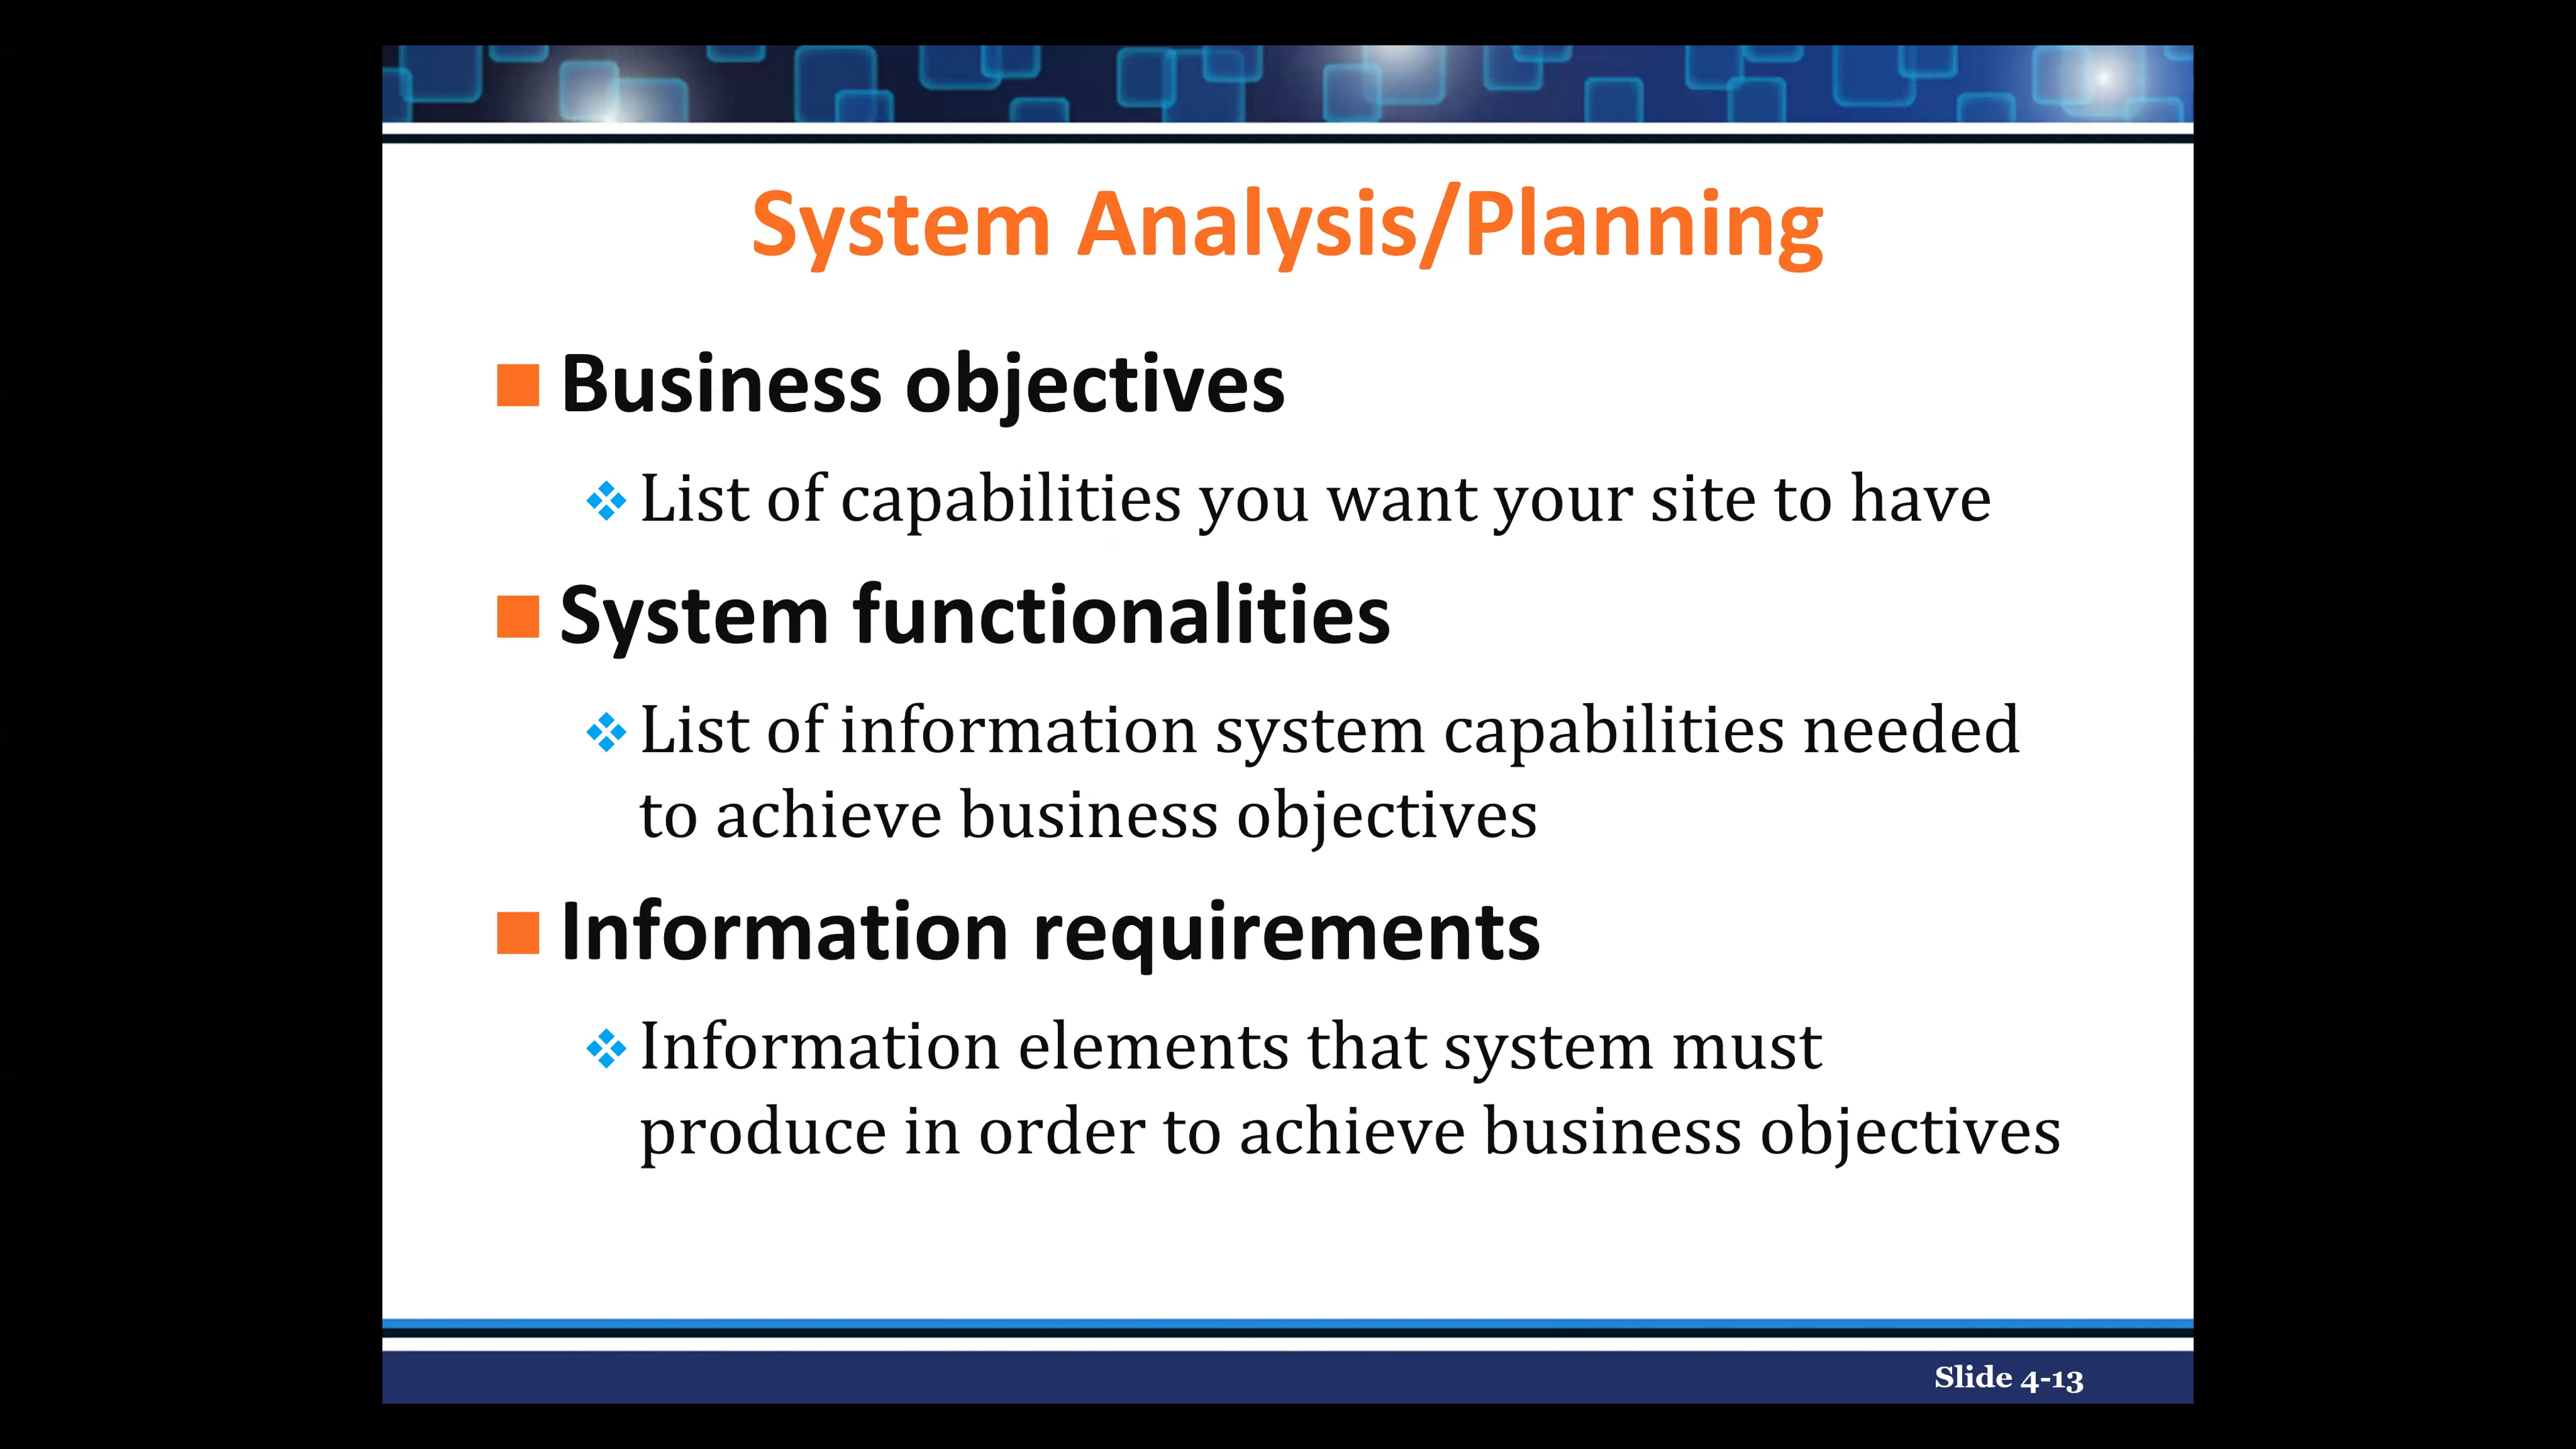 System Analysis/Planning
Business objectives
List of capabilities you want your site to have
System functionalities
List of information system capabilities needed
to achieve business objectives
Information requirements
Information elements that system must
produce in order to achieve business objectives
Slide 4-13